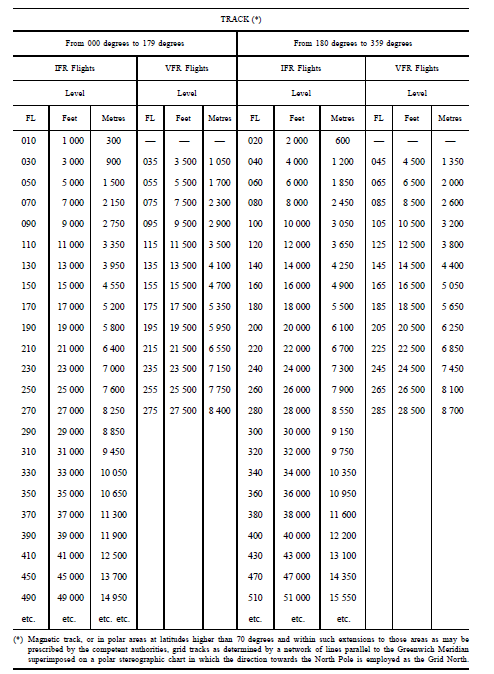 TRACK (*)
From 000 degrees to 179 degrees From 180 degrees to 359 degrees
IFR Flights VFR Flights IFR Flights VFR Flights
Level Level Level Level
FL Feet Metres FL Feet Metres FL Feet Metres FL Feet Metres
010 1 000 300 — — — 020 2 000 600 — — —
030 3 000 900 035 3 500 1 050 040 4 000 1 200 045 4 500 1 350
050 5 000 1 500 055 5 500 1 700 060 6 000 1 850 065 6 500 2 000
070 7 000 2 150 075 7 500 2 300 080 8 000 2 450 085 8 500 2 600
090 9 000 2 750 095 9 500 2 900 100 10 000 3 050 105 10 500 3 200
110 11 000 3 350 115 11 500 3 500 120 12 000 3 650 125 12 500 3 800
130 13 000 3 950 135 13 500 4 100 140 14 000 4 250 145 14 500 4 400
150 15 000 4 550 155 15 500 4 700 160 16 000 4 900 165 16 500 5 050
170 17 000 5 200 175 17 500 5 350 180 18 000 5 500 185 18 500 5 650
190 19 000 5 800 195 19 500 5 950 200 20 000 6 100 205 20 500 6 250
210 21 000 6 400 215 21 500 6 550 220 22 000 6 700 225 22 500 6 850
230 23 000 7 000 235 23 500 7 150 240 24 000 7 300 245 24 500 7 450
250 25 000 7 600 255 25 500 7 750 260 26 000 7 900 265 26 500 8 100
270 27 000 8 250 275 27 500 8 400 280 28 000 8 550 285 28 500 8 700
290 29 000 8 850 300 30 000 9 150
310 31 000 9 450 320 32 000 9 750
330 33 000 10 050 340 34 000 10 350
350 35 000 10 650 360 36 000 10 950
370 37 000 11 300 380 38 000 11 600
390 39 000 11 900 400 40 000 12 200
410 41 000 12 500 430 43 000 13 100
450 45 000 13 700 470 47 000 14 350
490 49 000 14 950 510 51 000 15 550
etc. etc. etc. etc. etc. etc. etc.
(*) Magnetic track, or in polar areas at latitudes higher than 70 degrees and within such extensions to those areas as may be
prescribed by the competent authorities, grid tracks as determined by a network of lines parallel to the Greenwich Meridian
superimposed on a polar stereographic chart in which the direction towards the North Pole is employed as the Grid North.